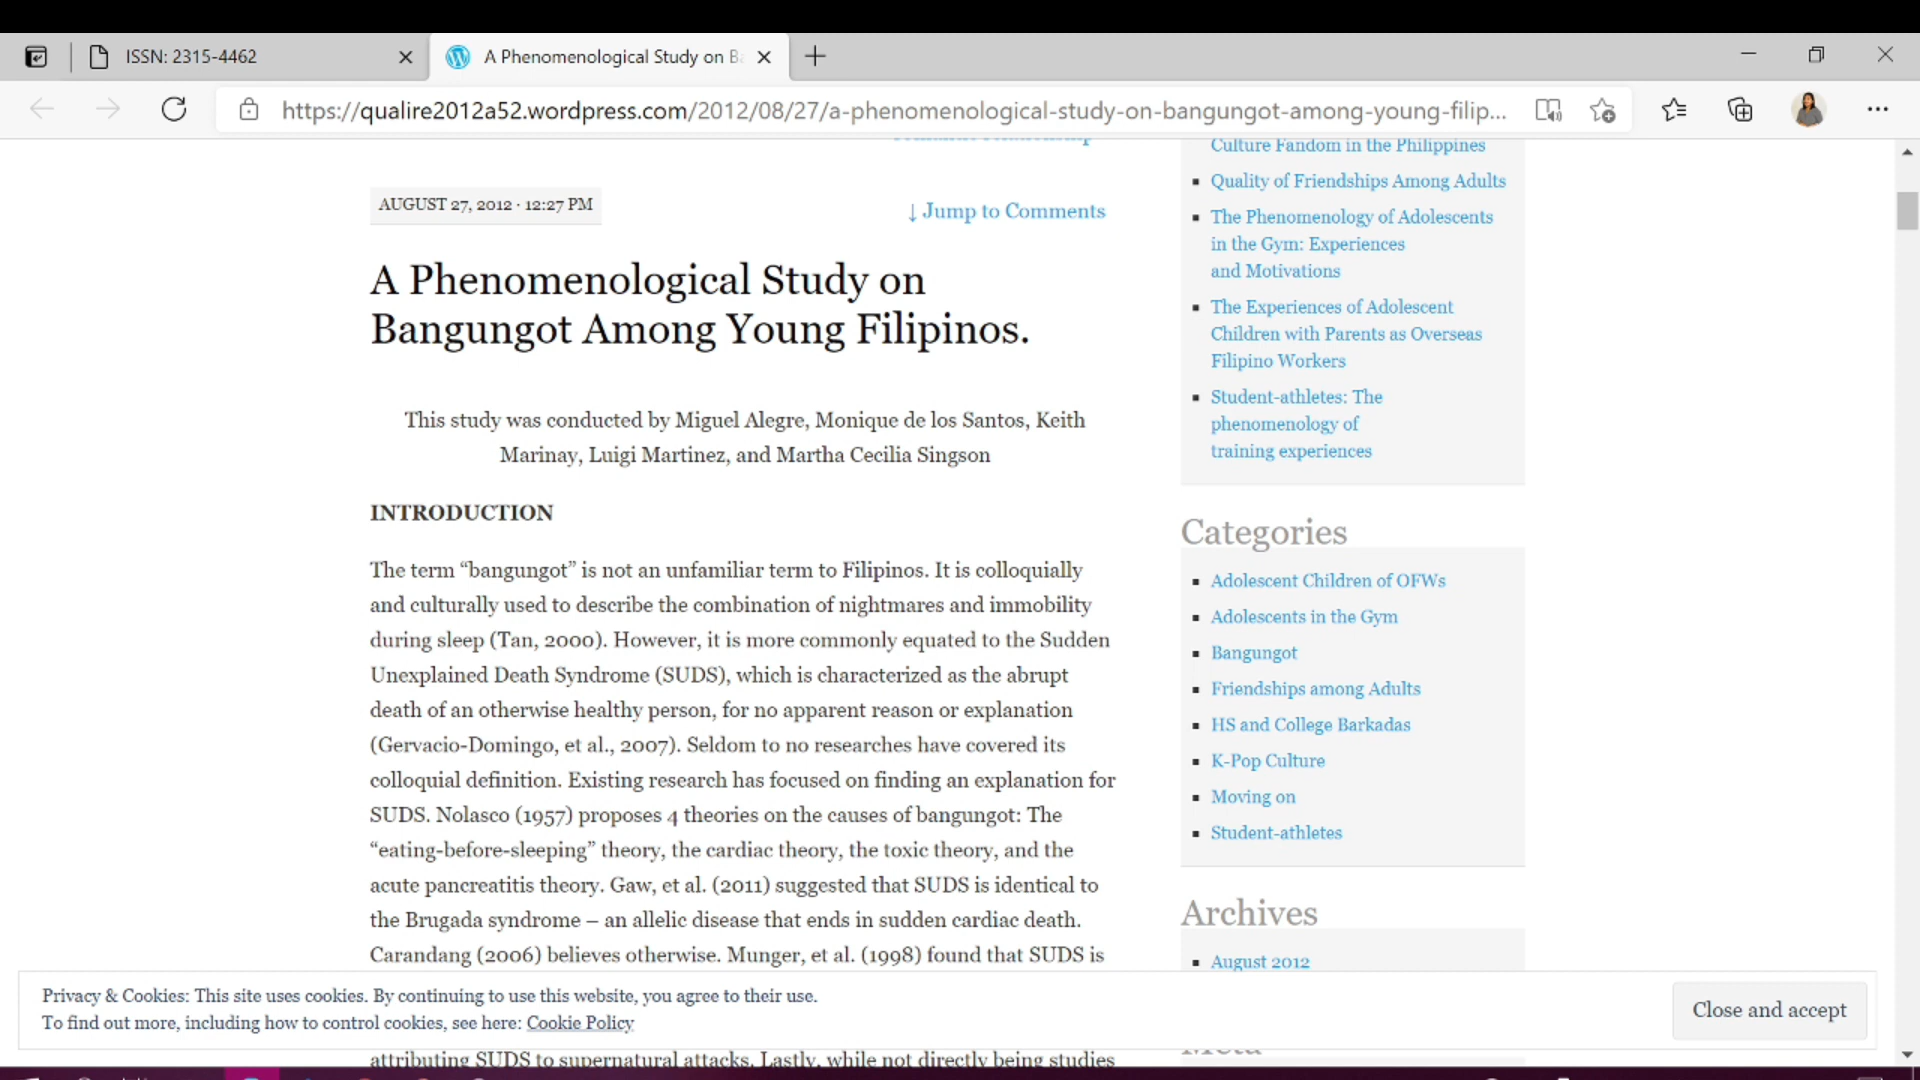 ISSN: 2315-4462
A Phenomenological Study on Ba
https://qualire2012a52.wordpress.com/2012/08/27/a-phenomenological-study-on-bangungot-among-young-filip...
AUGUST 27, 2012 · 12:27 PM
↓ Jump to Comments
A Phenomenological Study on
Bangungot Among Young Filipinos.
This study was conducted by Miguel Alegre, Monique de los Santos, Keith
Marinay, Luigi Martinez, and Martha Cecilia Singson
INTRODUCTION
The term “bangungot” is not an unfamiliar term to Filipinos. It is colloquially
and culturally used to describe the combination of nightmares and immobility
during sleep (Tan, 2000). However, it is more commonly equated to the Sudden
Unexplained Death Syndrome (SUDS), which is characterized as the abrupt
death of an otherwise healthy person, for no apparent reason or explanation
(Gervacio-Domingo, et al., 2007). Seldom to no researches have covered its
colloquial definition. Existing research has focused on finding an explanation for
SUDS. Nolasco (1957) proposes 4 theories on the causes of bangungot: The
“eating-before-sleeping” theory, the cardiac theory, the toxic theory, and the
acute pancreatitis theory. Gaw, et al. (2011) suggested that SUDS is identical to
the Brugada syndrome – an allelic disease that ends in sudden cardiac death.
Carandang (2006) believes otherwise. Munger, et al. (1998) found that SUDS is
attributing SUDS to supernatural attacks. Lastly, while not directly being studies
Culture Fandom in the Philippines
Quality of Friendships Among Adults
The Phenomenology of Adolescents
in the Gym: Experiences
and Motivations
The Experiences of Adolescent
Children with Parents as Overseas
Filipino Workers
Student-athletes: The
phenomenology of
training experiences
Categories
Adolescent Children of OFWs
Adolescents in the Gym
Bangungot
Friendships among Adults
HS and College Barkadas
K-Pop Culture
Moving on
Student-athletes
Archives
August 2012
Privacy & Cookies: This site uses cookies. By continuing to use this website, you agree to their use.
To find out more, including how to control cookies, see here: Cookie Policy
Close and accept